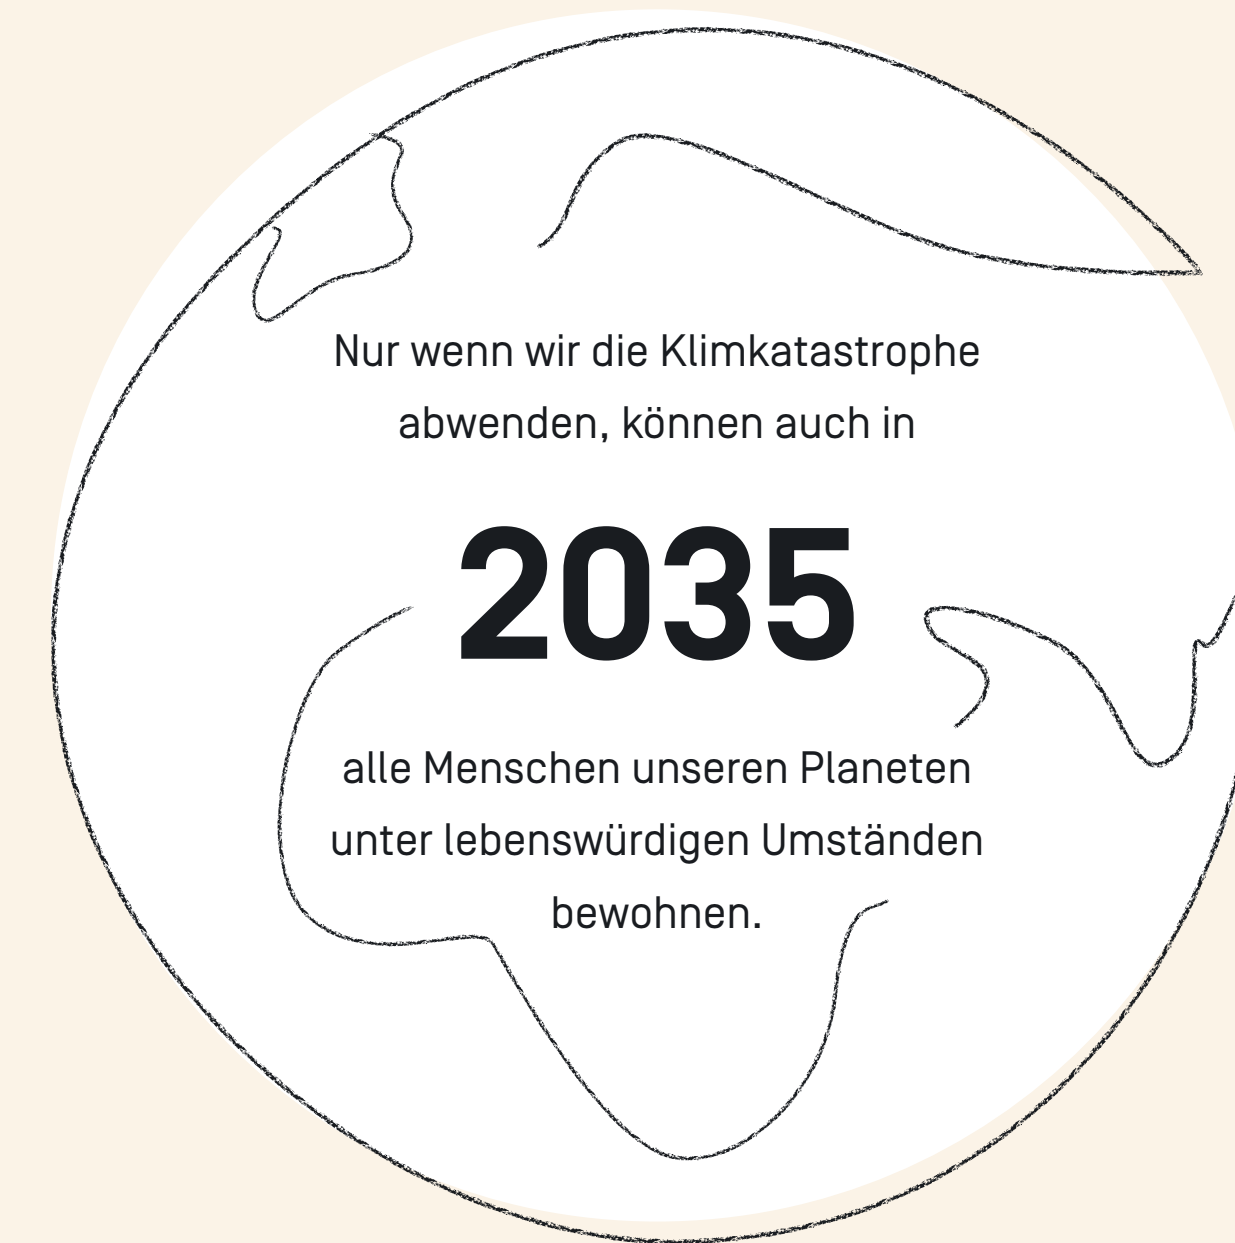 Nur wenn wir die Klimkatastrophe
abwenden, können auch in
2035
alle Menschen unseren Planeten
unter lebenswürdigen Umständen
bewohnen.